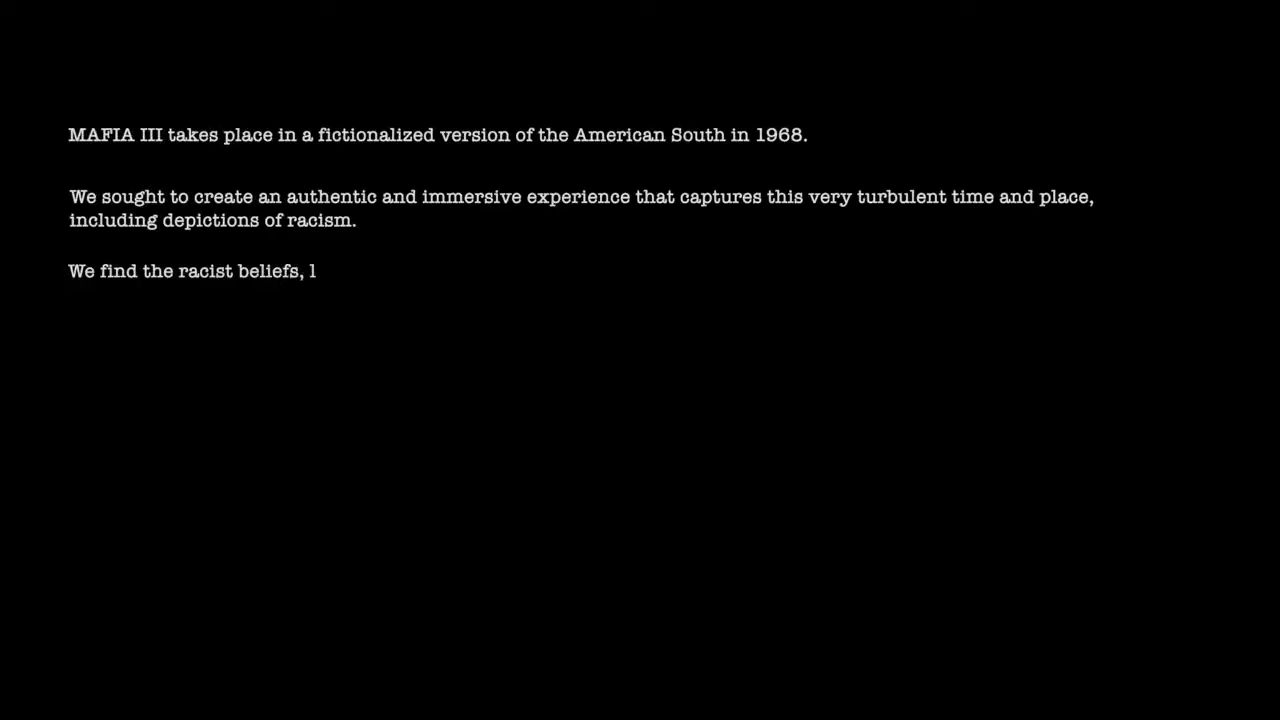 MAFIA III takes place in a fictionalized version of the American South in 1968.
We sought to create an authentic and immersive experience that captures this very turbulent time and place,
including depictions of racism.
We find the racist beliefs, l